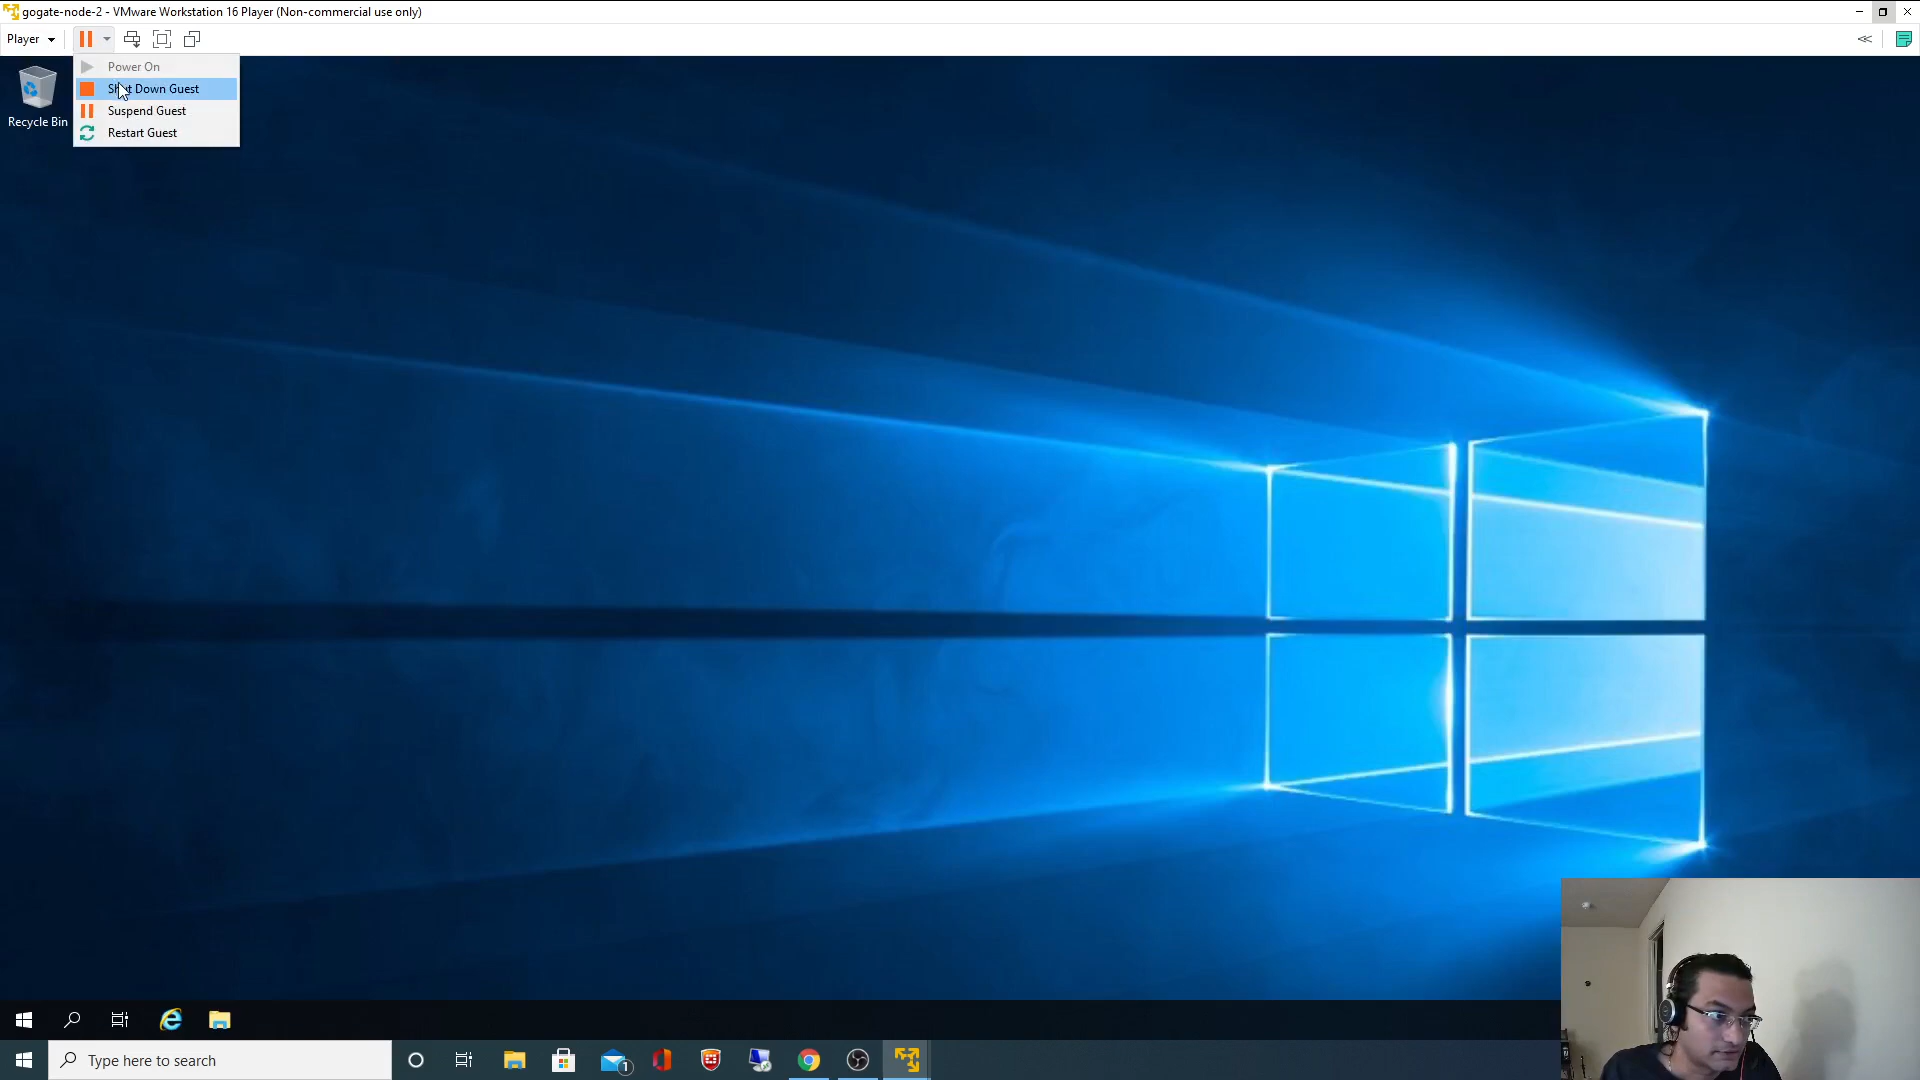 gogate-node-2 - VMware Workstation 16 Player (Non-commercial use only)
Player
Power On
Shut Down Guest
Suspend Guest
Restart Guest
Recycle Bin
Type here to search
1